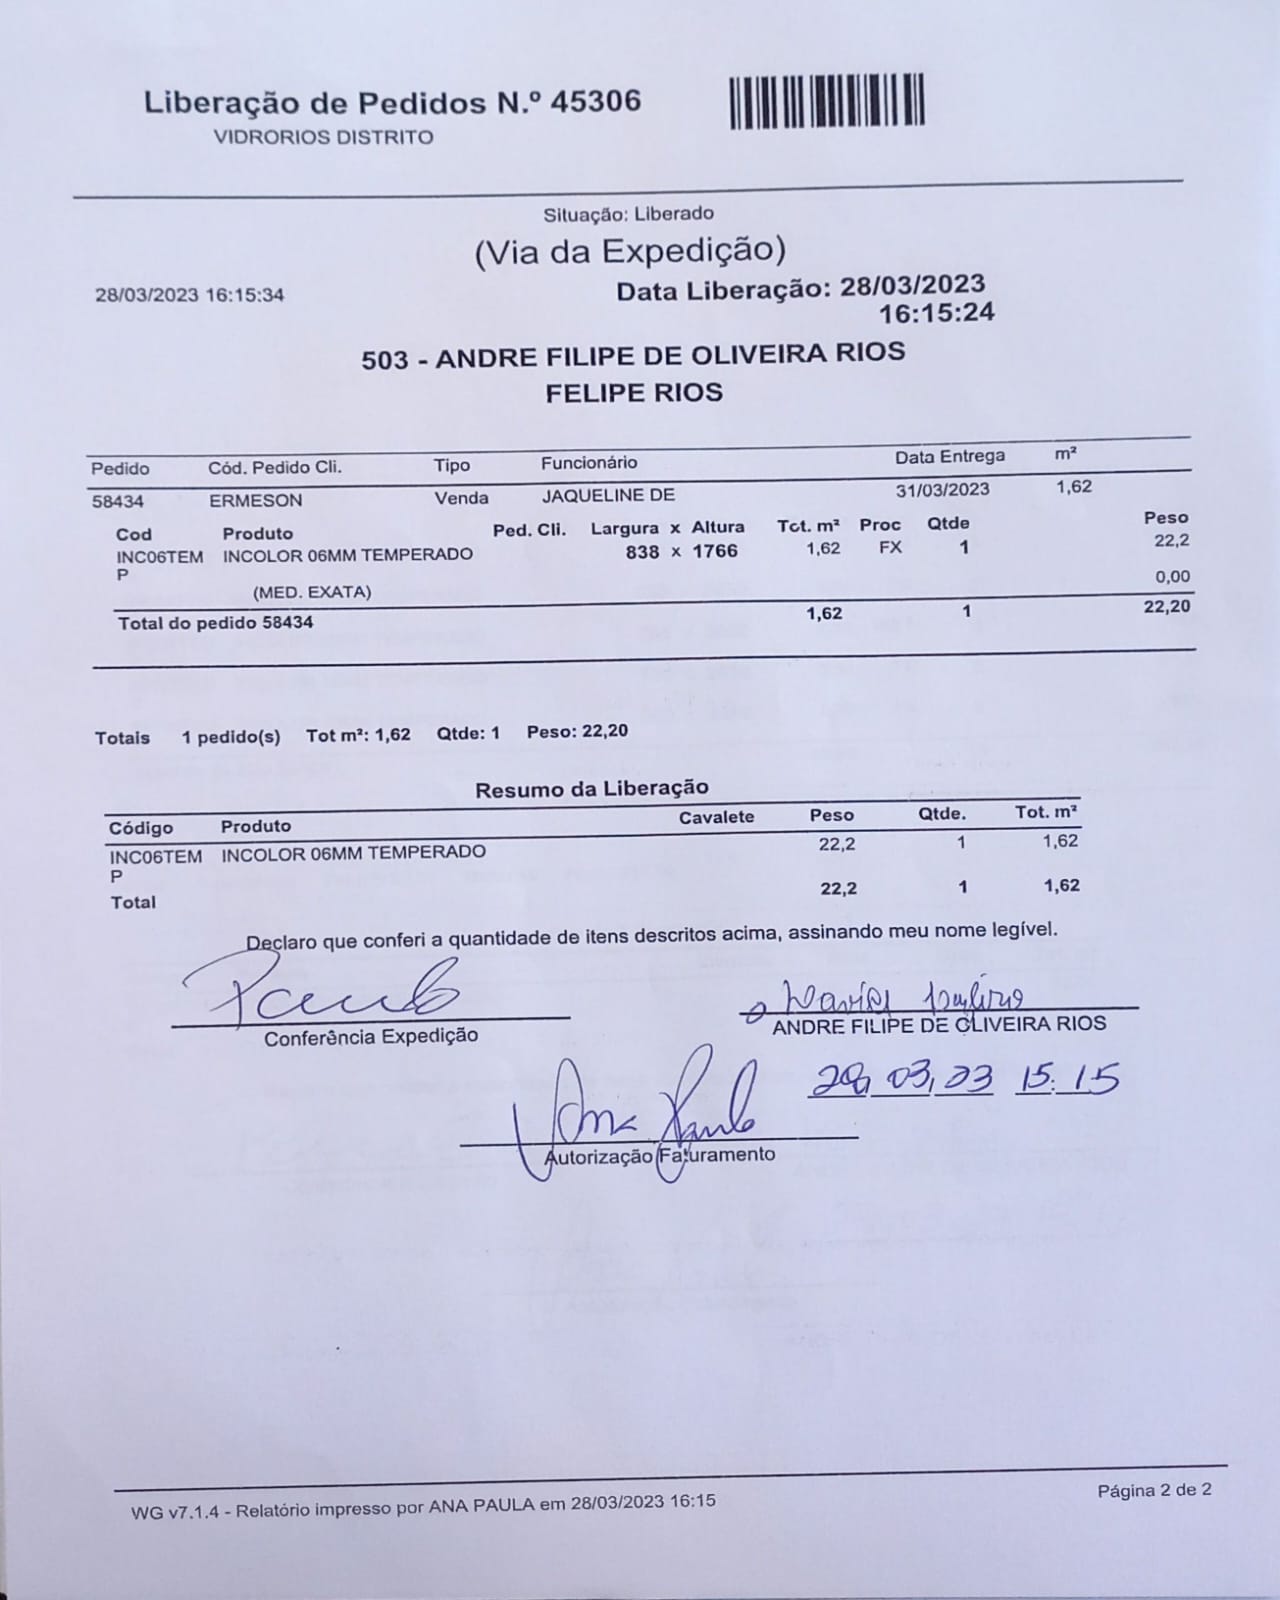 Liberação de Pedidos N.º 45306
VIDRORIOS DISTRITO
Situação: Liberado
(Via da Expedição)
28/03/2023 16:15:34
Data Liberação: 28/03/2023
16:15:24
503 - ANDRE FILIPE DE OLIVEIRA RIOS
FELIPE RIOS
Pedido Cód. Pedido Cli. Tipo Funcionário Data Entrega m²
58434 ERMESON Venda JAQUELINE DE 31/03/2023 1,62
Cod Produto Ped. Cli. Largura x Altura Tot. m² Proc Qtde Peso
INC06TEM INCOLOR 06MM TEMPERADO 838 x 1766 1,62 FX 1 22,2
P
(MED. EXATA) 0,00
Total do pedido 58434 1,62 1 22,20
Totais 1 pedido(s) Tot m²: 1,62 Qtde: 1 Peso: 22,20
Resumo da Liberação
Código Produto Cavalete Peso Qtde. Tot. m²
INC06TEM INCOLOR 06MM TEMPERADO 22,2 1 1,62
P
Total 22,2 1 1,62
Declaro que conferi a quantidade de itens descritos acima, assinando meu nome legível.
Conferência Expedição
ANDRE FILIPE DE OLIVEIRA RIOS
28,03,23 15:15
Ana Paula
Autorização Faturamento
WG v7.1.4 - Relatório impresso por ANA PAULA em 28/03/2023 16:15
Página 2 de 2